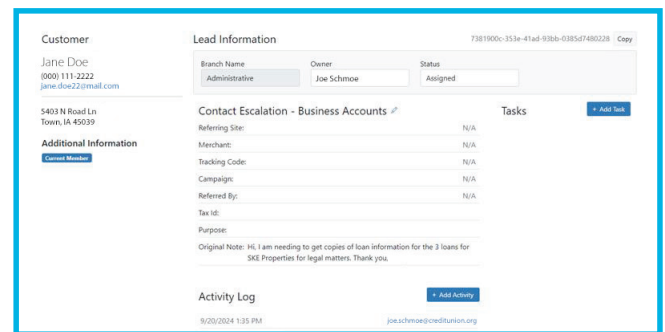 Customer
Jane Doe
(000) 111-2222
jane.doe22@mail.com
5403 N Road Ln
Town, IA 45039
Additional Information
Current Member
Lead Information
7381900c-353e-41ad-93bb-0385d7480228 Copy
Branch Name Owner Status
Administrative Joe Schmoe Assigned
Contact Escalation - Business Accounts
Referring Site: N/A
Merchant: N/A
Tracking Code: N/A
Campaign: N/A
Referred By: N/A
Tax Id:
Purpose:
Original Note: Hi, I am needing to get copies of loan information for the 3 loans for
SKE Properties for legal matters. Thank you,
Tasks + Add Task
Activity Log + Add Activity
9/20/2024 1:35 PM joe.schmoe@creditunion.org